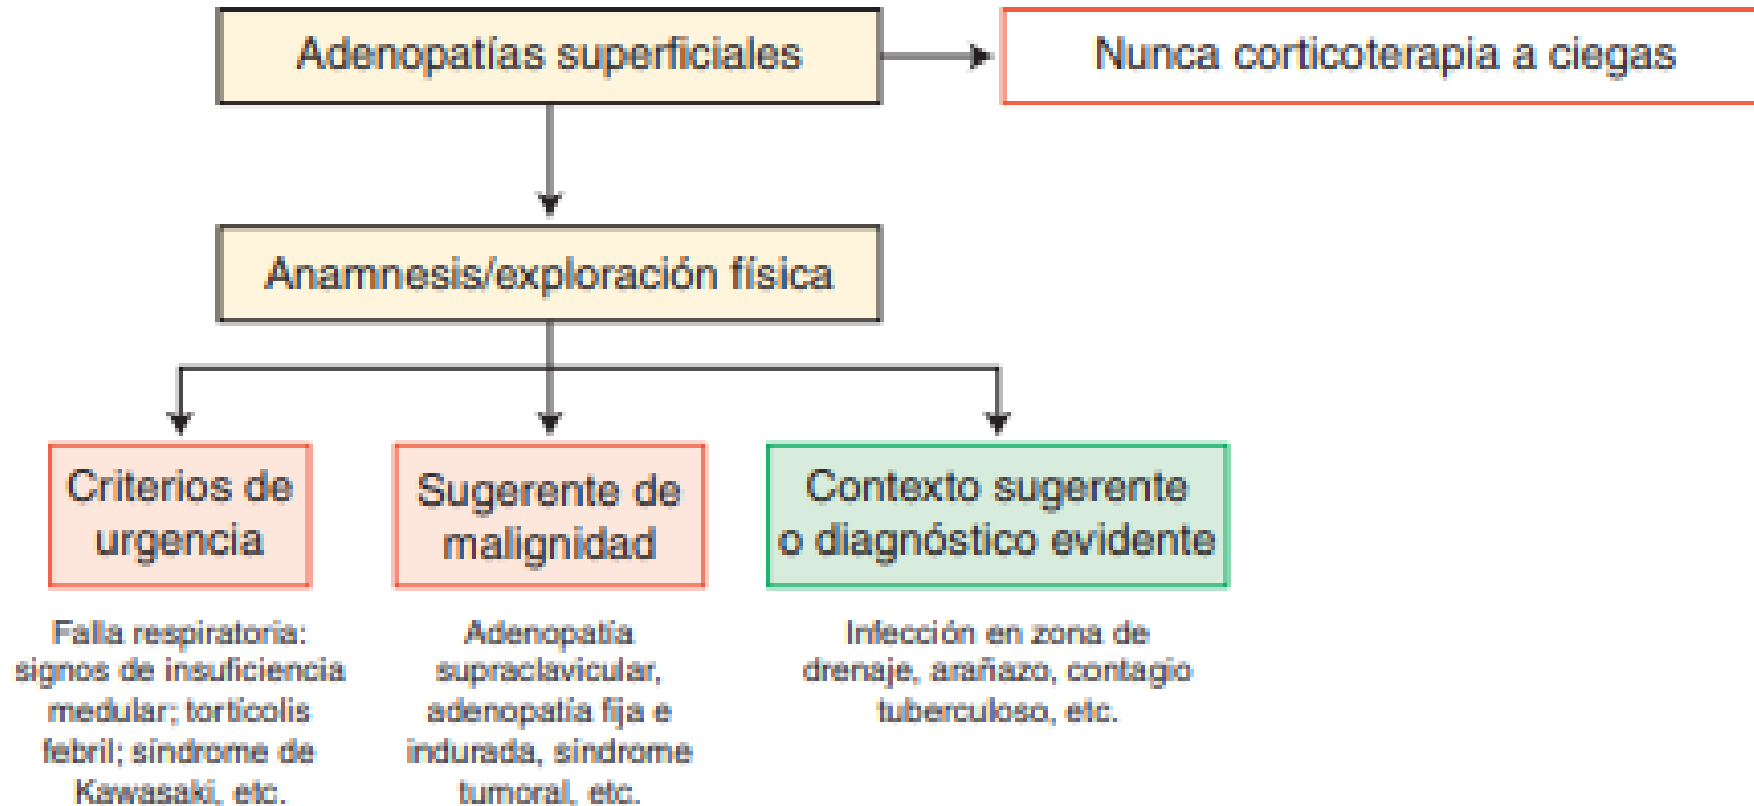 Adenopatías superficiales
Nunca corticoterapia a ciegas
Anamnesis/exploración física
Criterios de
urgencia
Sugerente de
malignidad
Contexto sugerente
o diagnóstico evidente
Falla respiratoria:
signos de insuficiencia
medular; tortícolis
febril; síndrome de
Kawasaki, etc.
Adenopatía
supraclavicular,
adenopatía fija e
indurada, síndrome
tumoral, etc.
Infección en zona de
drenaje, arañazo, contagio
tuberculoso, etc.